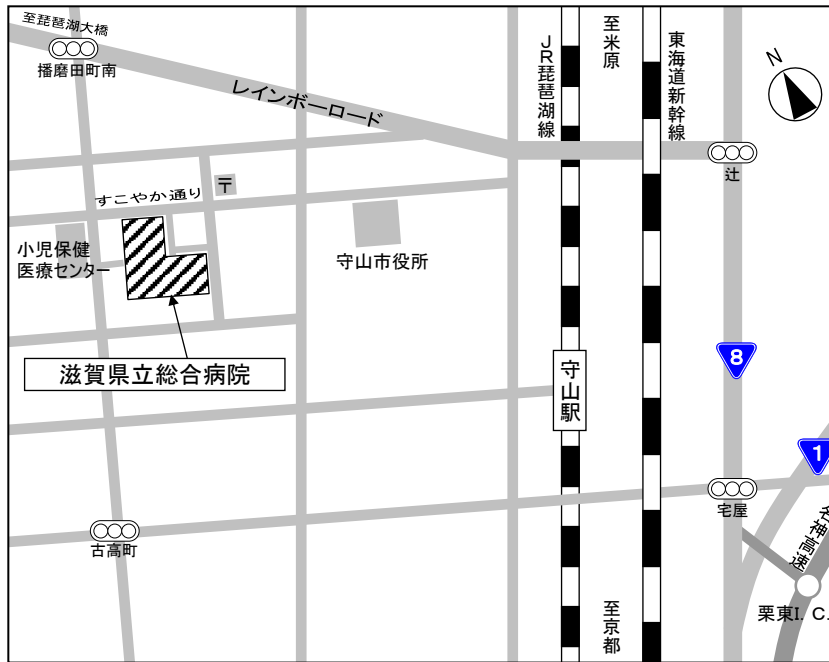 至琵琶湖大橋
播磨田町南
レインボーロード
JR琵琶湖線
至米原
東海道新幹線
N
辻
すこやか通り
〒
小児保健
医療センター
守山市役所
滋賀県立総合病院
守山駅
8
1
宅屋
古高町
名神高速
至京都
栗東I. C.